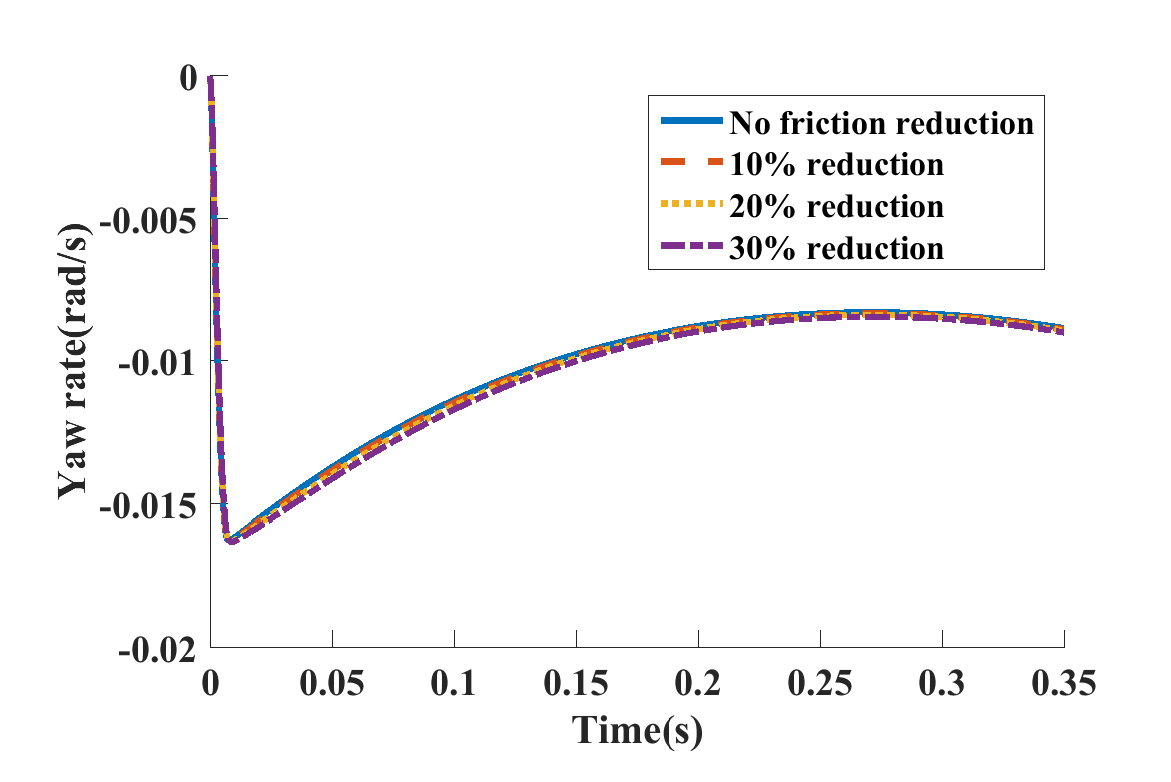 0
-0.005
-0.01
-0.015
-0.02
Yaw rate(rad/s)
No friction reduction
10% reduction
20% reduction
30% reduction
0 0.05 0.1 0.15 0.2 0.25 0.3 0.35
Time(s)